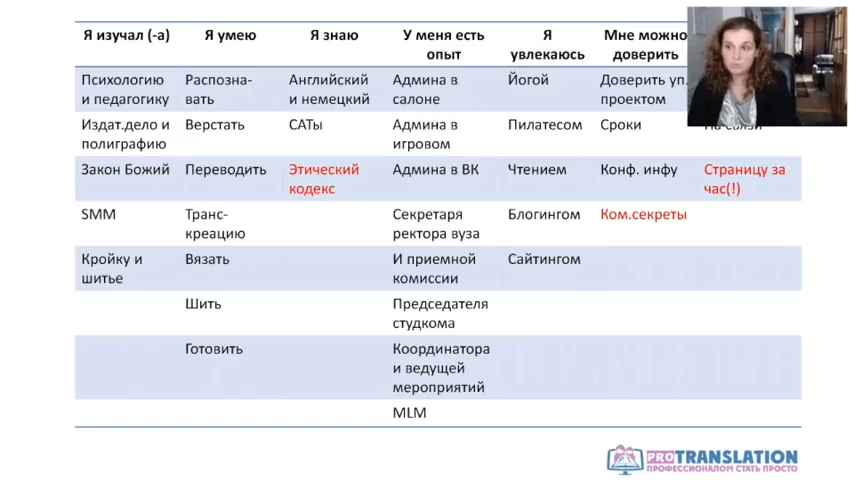 Я изучал (-а) Я умею Я знаю У меня есть опыт Я увлекаюсь Мне можно доверить
Психологию и педагогику Распозна-вать Английский и немецкий Админа в салоне Йогой Доверить уп. проектом
Издат.дело и полиграфию Верстать САТы Админа в игровом Пилатесом Сроки На связи
Закон Божий Переводить Этический кодекс Админа в ВК Чтением Конф. инфу Страницу за час(!)
SMM Транс-креацию Секретаря ректора вуза Блогингом Ком.секреты
Кройку и шитье Вязать И приемной комиссии Сайтингом
Шить Председателя студкома
Готовить Координатора и ведущей мероприятий
MLM
PROTRANSLATION
ПРОФЕССИОНАЛОМ СТАТЬ ПРОСТО